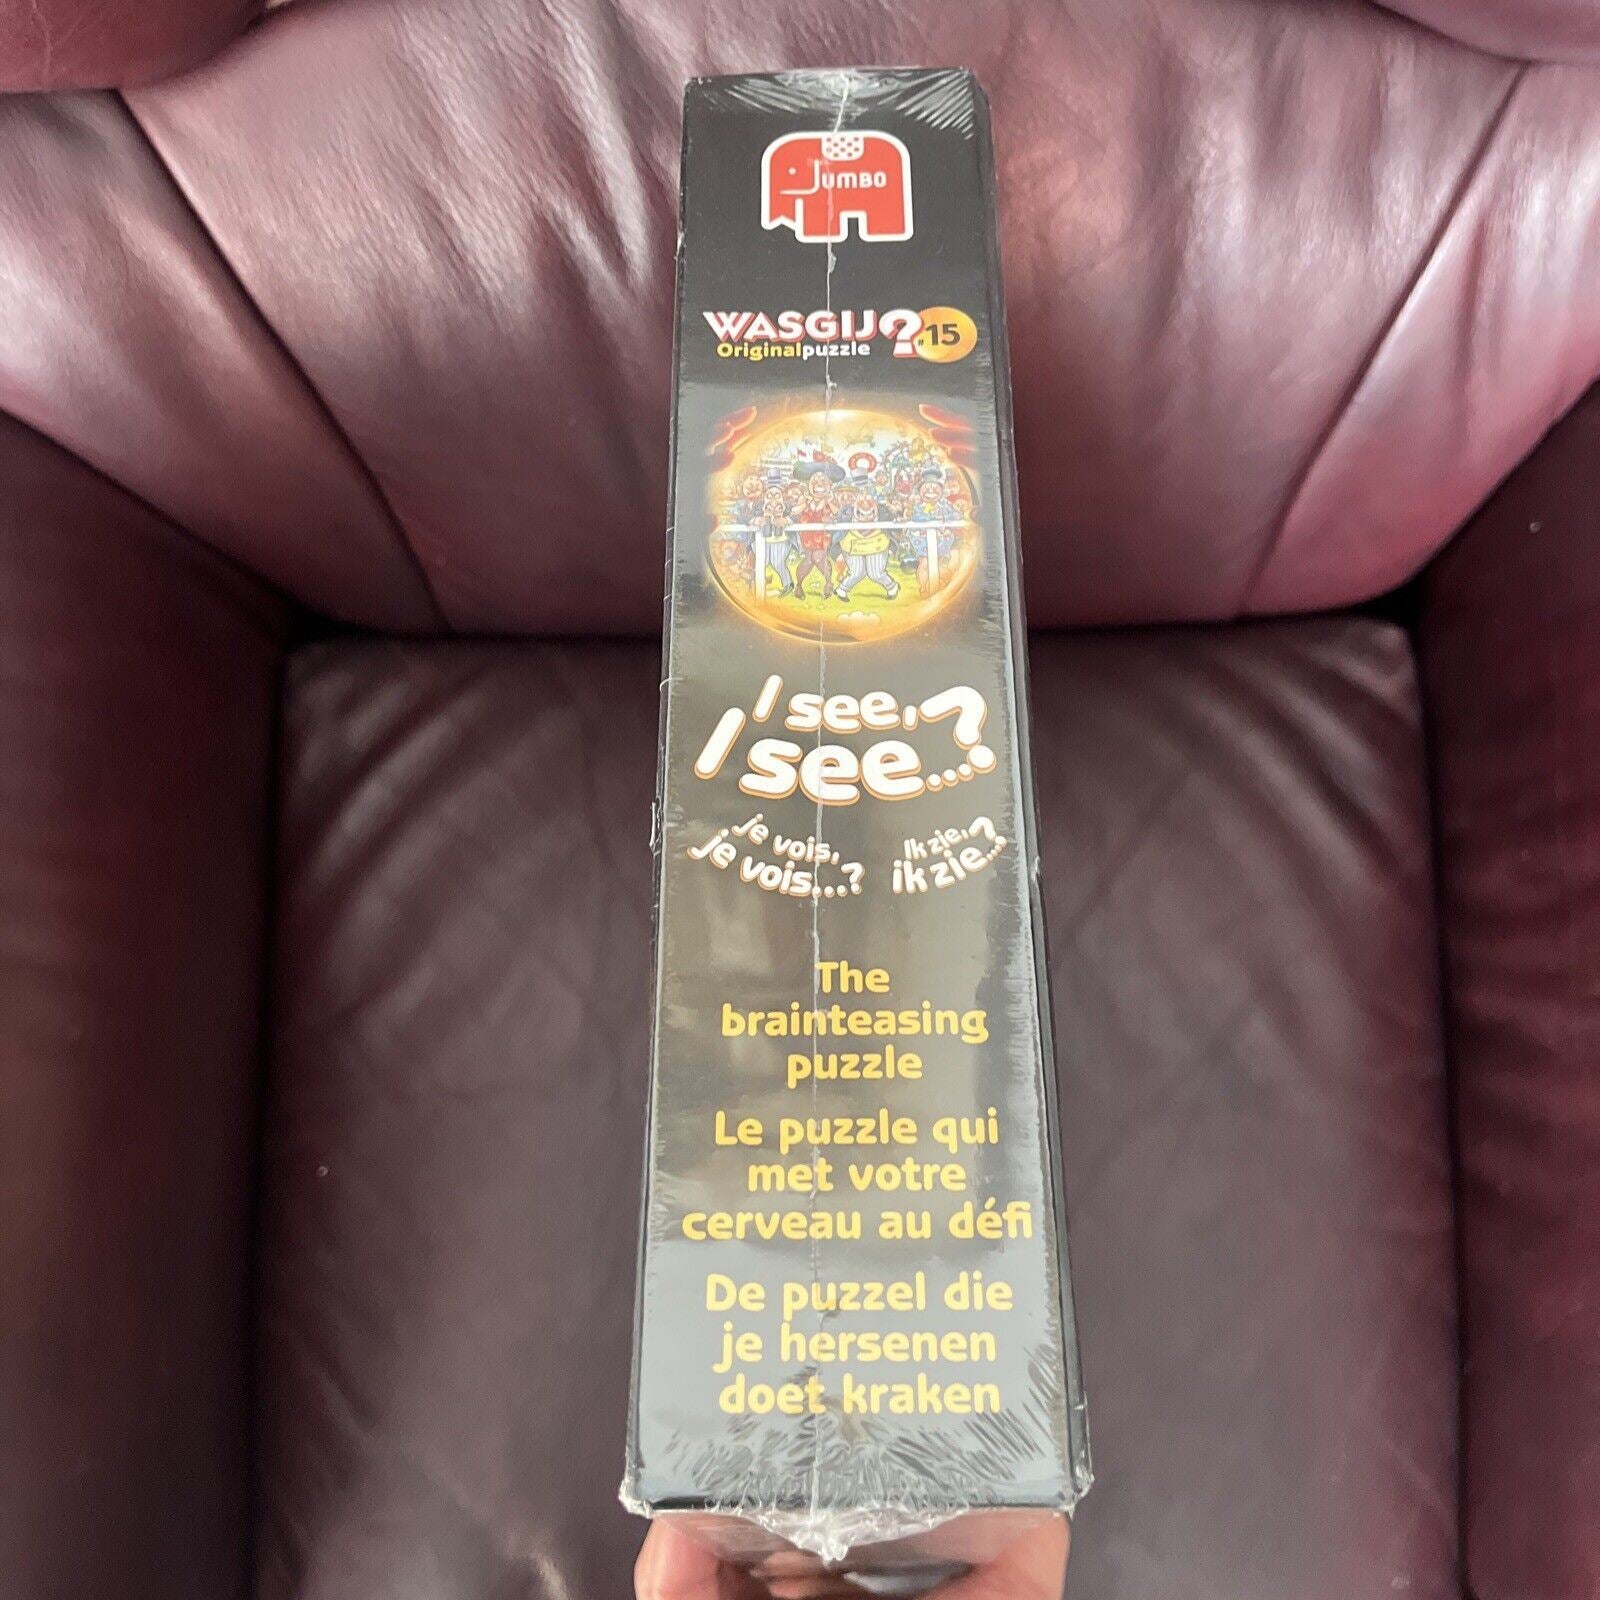 JUMBO
WASGIJ?
Originalpuzzle
#15
I see,
I see...?
je vois,
je vois...?
Ik zie,
ik zie...?
The
brainteasing
puzzle
Le puzzle qui
met votre
cerveau au défi
De puzzel die
je hersenen
doet kraken